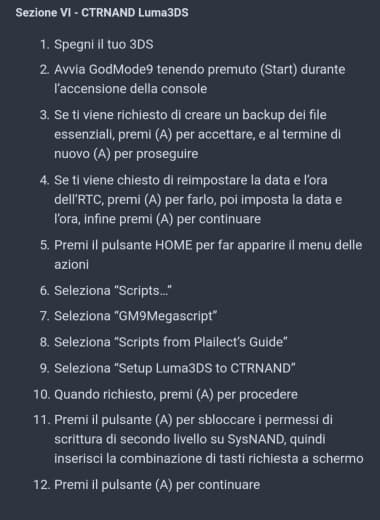 Sezione VI - CTRNAND Luma3DS
1. Spegni il tuo 3DS
2. Avvia GodMode9 tenendo premuto (Start) durante
l'accensione della console
3. Se ti viene richiesto di creare un backup dei file
essenziali, premi (A) per accettare, e al termine di
nuovo (A) per proseguire
4. Se ti viene chiesto di reimpostare la data e l'ora
dell'RTC, premi (A) per farlo, poi imposta la data e
l'ora, infine premi (A) per continuare
5. Premi il pulsante HOME per far apparire il menu delle
azioni
6. Seleziona “Scripts…”
7. Seleziona “GM9Megascript”
8. Seleziona “Scripts from Plailect’s Guide”
9. Seleziona “Setup Luma3DS to CTRNAND”
10. Quando richiesto, premi (A) per procedere
11. Premi il pulsante (A) per sbloccare i permessi di
scrittura di secondo livello su SysNAND, quindi
inserisci la combinazione di tasti richiesta a schermo
12. Premi il pulsante (A) per continuare